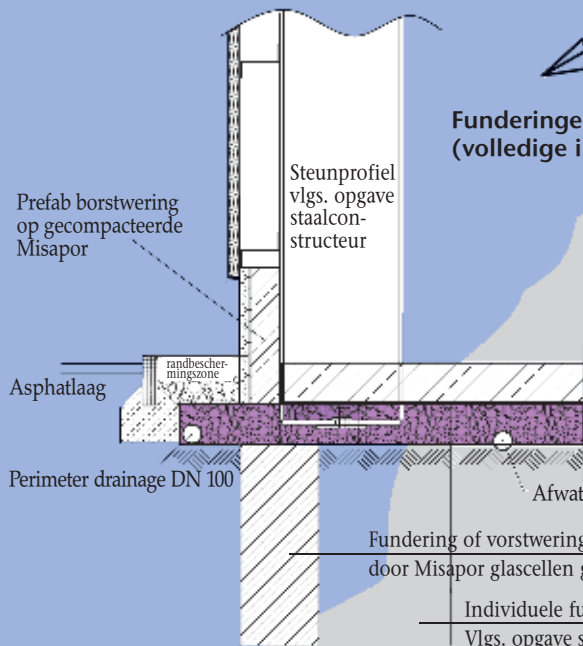 Funderinge
(volledige i
Steunprofiel
vlgs. opgave
staalcon-
structeur
Prefab borstwering
op gecompacteerde
Misapor
randbescher-
mingszone
Asphatlaag
Perimeter drainage DN 100
Afwat
Fundering of vorstwering
door Misapor glascellen g
Individuele fu
Vlgs. opgave s